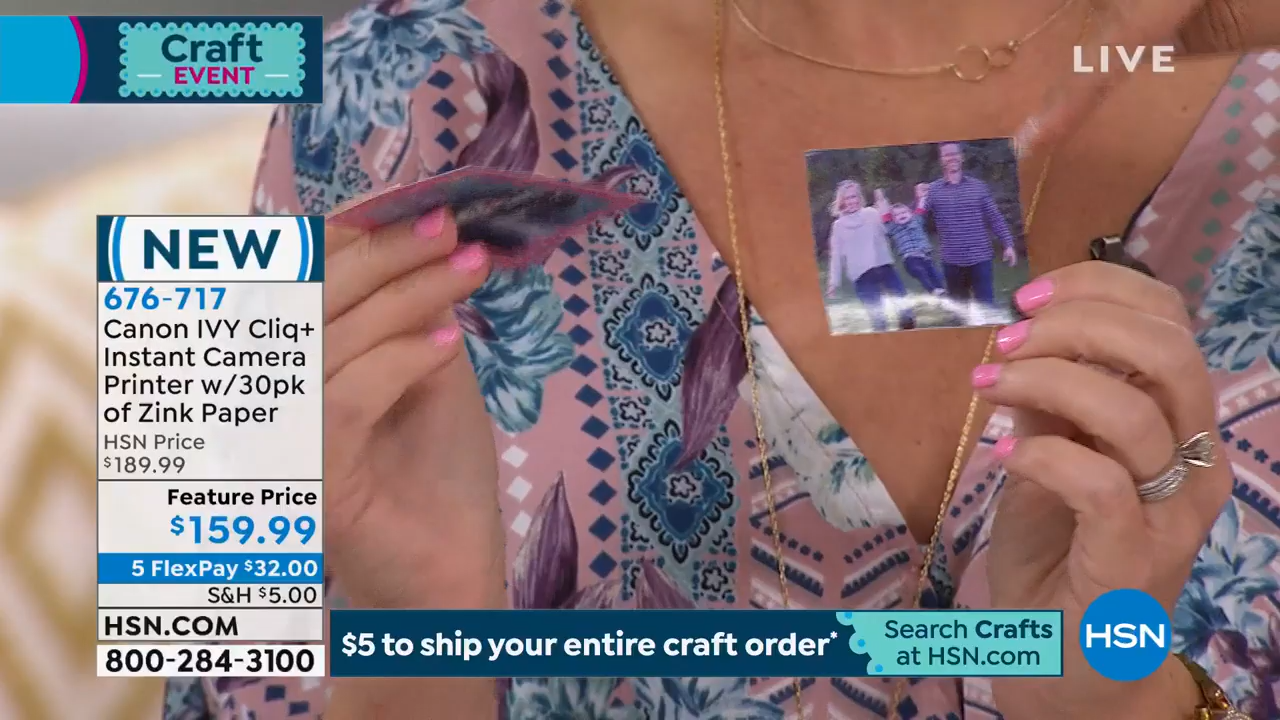 Craft
EVENT
LIVE
NEW
676-717
Canon IVY Cliq+
Instant Camera
Printer w/30pk
of Zink Paper
HSN Price
$189.99
Feature Price
$159.99
5 FlexPay $32.00
S&H $5.00
HSN.COM
800-284-3100
$5 to ship your entire craft order*
Search Crafts
at HSN.com
HSN